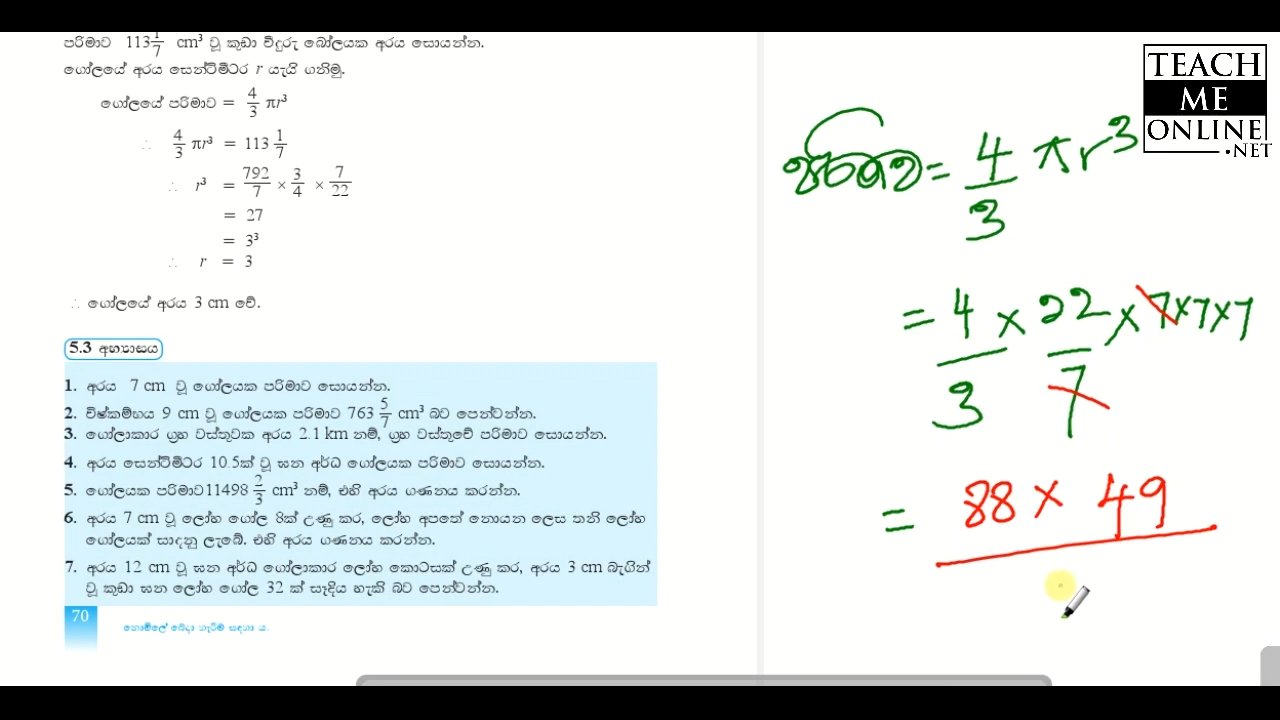 පරිමාව 113 1/7 cm³ වූ කුඩා වීදුරු බෝලයක අරය සොයන්න.
ගෝලයේ අරය සෙන්ටිමීටර r යැයි ගනිමු.
ගෝලයේ පරිමාව = 4/3 πr³
∴ 4/3 πr³ = 113 1/7
∴ r³ = 792/7 × 3/4 × 7/22
= 27
= 3³
∴ r = 3
∴ ගෝලයේ අරය 3 cm වේ.
5.3 අභ්‍යාසය
1. අරය 7 cm වූ ගෝලයක පරිමාව සොයන්න.
2. විෂ්කම්භය 9 cm වූ ගෝලයක පරිමාව 763 5/7 cm³ බව පෙන්වන්න.
3. ගෝලාකාර ග්‍රහ වස්තුවක අරය 2.1 km නම්, ග්‍රහ වස්තුවේ පරිමාව සොයන්න.
4. අරය සෙන්ටිමීටර 10.5ක් වූ ඝන අර්ධ ගෝලයක පරිමාව සොයන්න.
5. ගෝලයක පරිමාව11498 2/3 cm³ නම්, එහි අරය ගණනය කරන්න.
6. අරය 7 cm වූ ලෝහ ගෝල 8ක් උණු කර, ලෝහ අපතේ නොයන ලෙස තනි ලෝහ
ගෝලයක් සාදනු ලැබේ. එහි අරය ගණනය කරන්න.
7. අරය 12 cm වූ ඝන අර්ධ ගෝලාකාර ලෝහ කොටසක් උණු කර, අරය 3 cm බැගින්
වූ කුඩා ඝන ලෝහ ගෝල 32 ක් සෑදිය හැකි බව පෙන්වන්න.
70
නොමිලේ බෙදා හැරීම සඳහා ය.
TEACH
ME
ONLINE
.NET
පරිමාව = 4/3 πr³
= 4/3 × 22/7 × 7×7×7
= 88 × 49